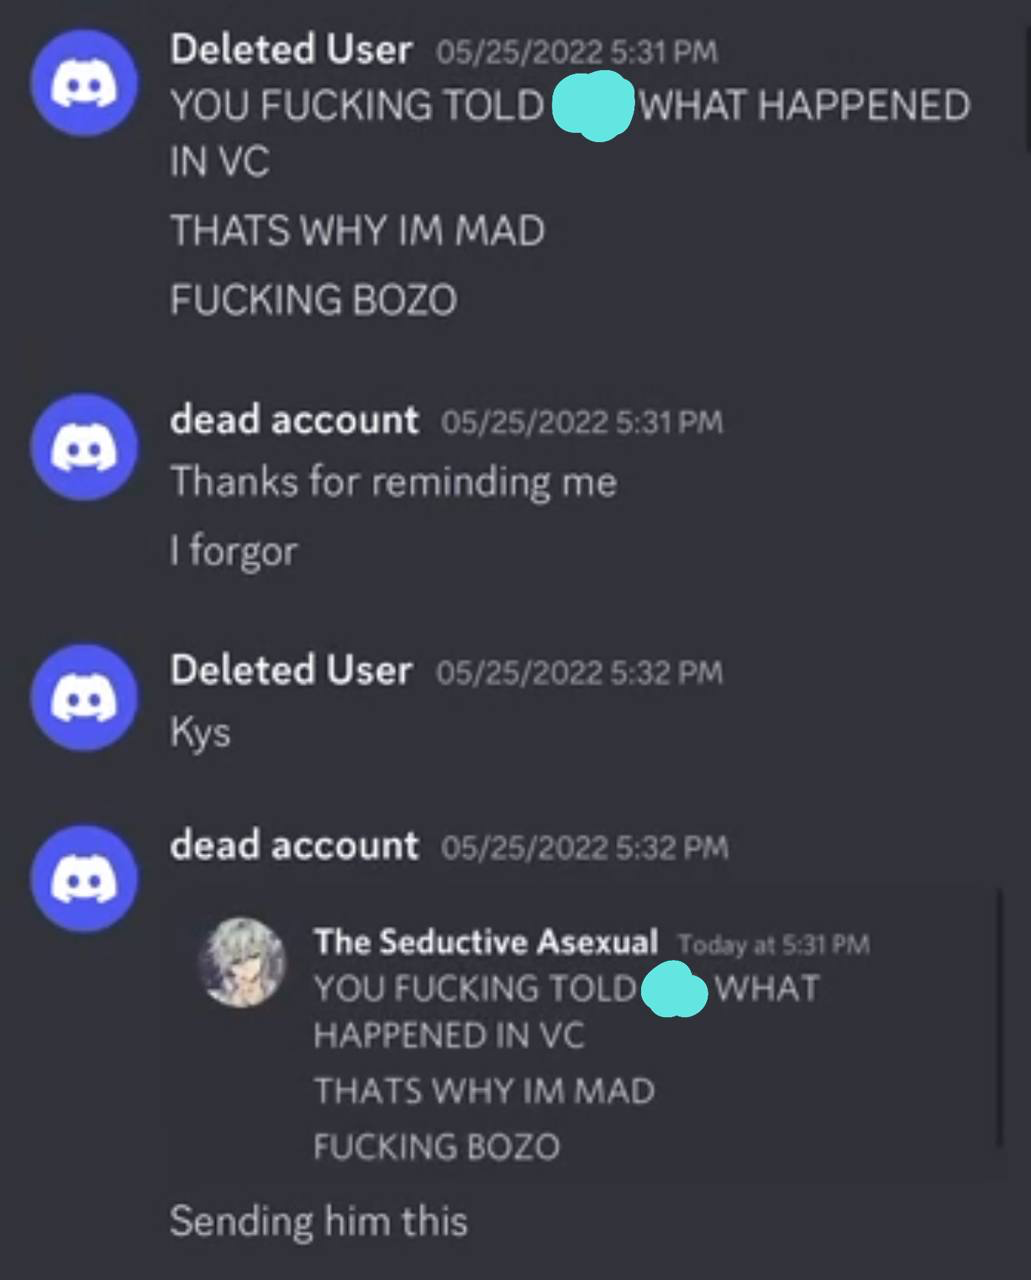 Deleted User 05/25/2022 5:31 PM
YOU FUCKING TOLD WHAT HAPPENED
IN VC
THATS WHY IM MAD
FUCKING BOZO
dead account 05/25/2022 5:31 PM
Thanks for reminding me
I forgor
Deleted User 05/25/2022 5:32 PM
Kys
dead account 05/25/2022 5:32 PM
The Seductive Asexual Today at 5:31 PM
YOU FUCKING TOLD WHAT
HAPPENED IN VC
THATS WHY IM MAD
FUCKING BOZO
Sending him this